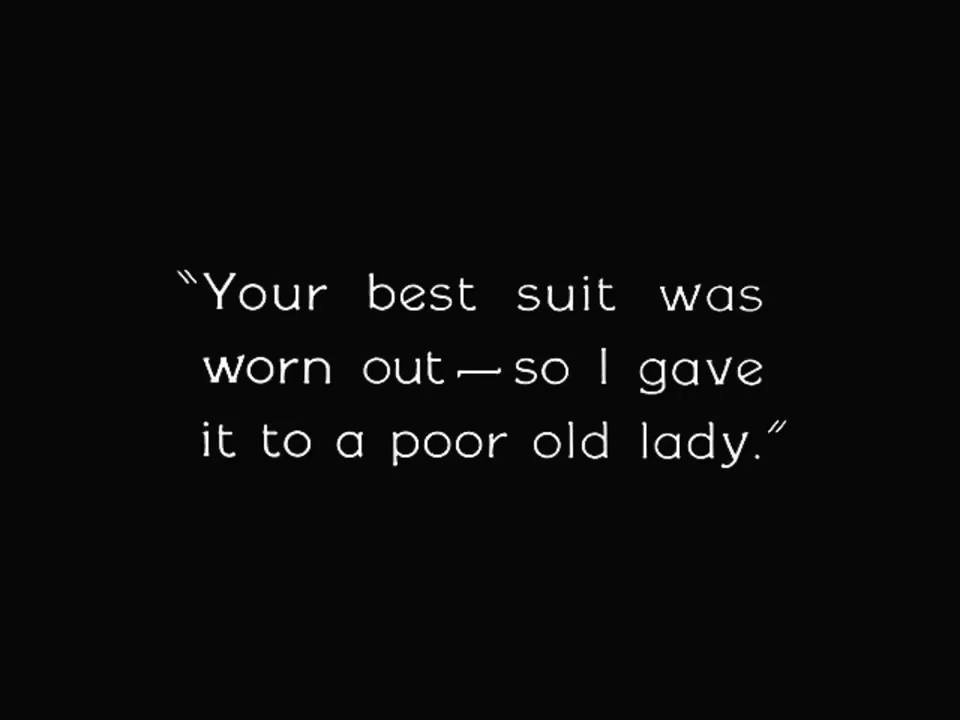 “Your best suit was
worn out—so I gave
it to a poor old lady.”